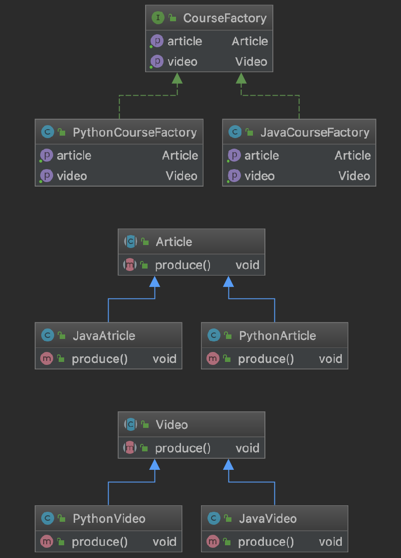 CourseFactory
article Article
video Video
PythonCourseFactory
article Article
video Video
JavaCourseFactory
article Article
video Video
Article
produce() void
JavaAtricle
produce() void
PythonArticle
produce() void
Video
produce() void
PythonVideo
produce() void
JavaVideo
produce() void